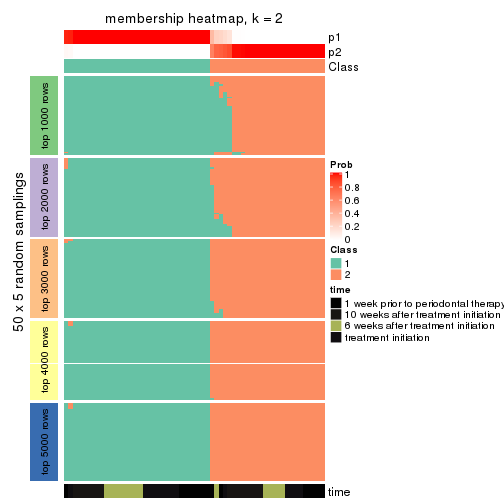 membership heatmap, k = 2
p1
p2
Class
50 x 5 random samplings
top 1000 rows
top 2000 rows
top 3000 rows
top 4000 rows
top 5000 rows
time
Prob
1
0.8
0.6
0.4
0.2
0
Class
1
2
time
1 week prior to periodontal therapy
10 weeks after treatment initiation
6 weeks after treatment initiation
treatment initiation